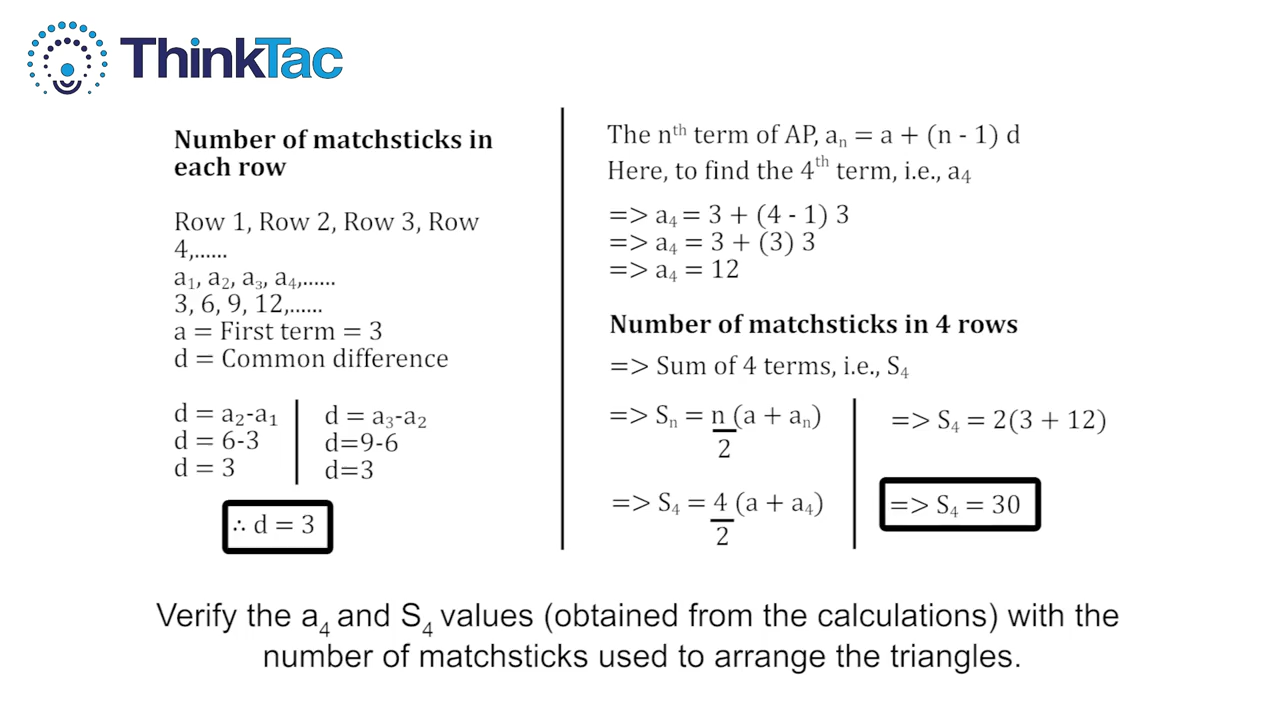 ThinkTac
Number of matchsticks in
each row
Row 1, Row 2, Row 3, Row
4,......
a₁, a₂, a₃, a₄,......
3, 6, 9, 12,......
a = First term = 3
d = Common difference
d = a₂-a₁
d = 6-3
d = 3
d = a₃-a₂
d=9-6
d=3
∴ d = 3
The nᵗʰ term of AP, aₙ = a + (n - 1) d
Here, to find the 4ᵗʰ term, i.e., a₄
=> a₄ = 3 + (4 - 1) 3
=> a₄ = 3 + (3) 3
=> a₄ = 12
Number of matchsticks in 4 rows
=> Sum of 4 terms, i.e., S₄
=> Sₙ = n (a + aₙ)
2
=> S₄ = 4 (a + a₄)
2
=> S₄ = 2(3 + 12)
=> S₄ = 30
Verify the a₄ and S₄ values (obtained from the calculations) with the
number of matchsticks used to arrange the triangles.